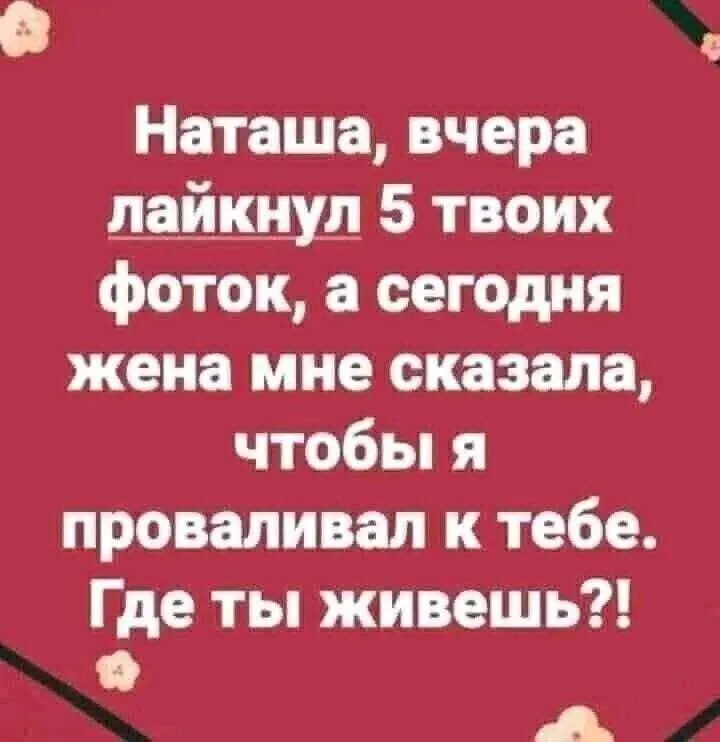 Наташа, вчера
лайкнул 5 твоих
фоток, а сегодня
жена мне сказала,
чтобы я
проваливал к тебе.
Где ты живешь?!